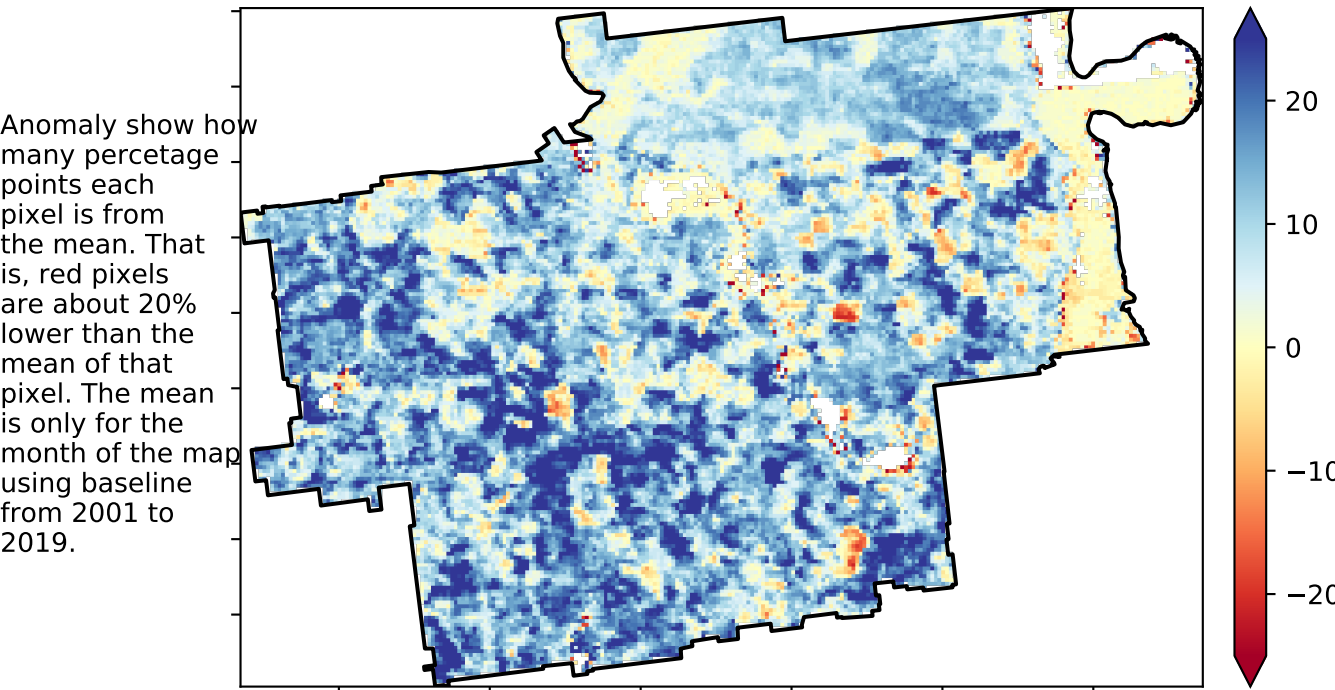 Anomaly show how
many percetage
points each
pixel is from
the mean. That
is, red pixels
are about 20%
lower than the
mean of that
pixel. The mean
is only for the
month of the map
using baseline
from 2001 to
2019.
20
10
0
−10
−20